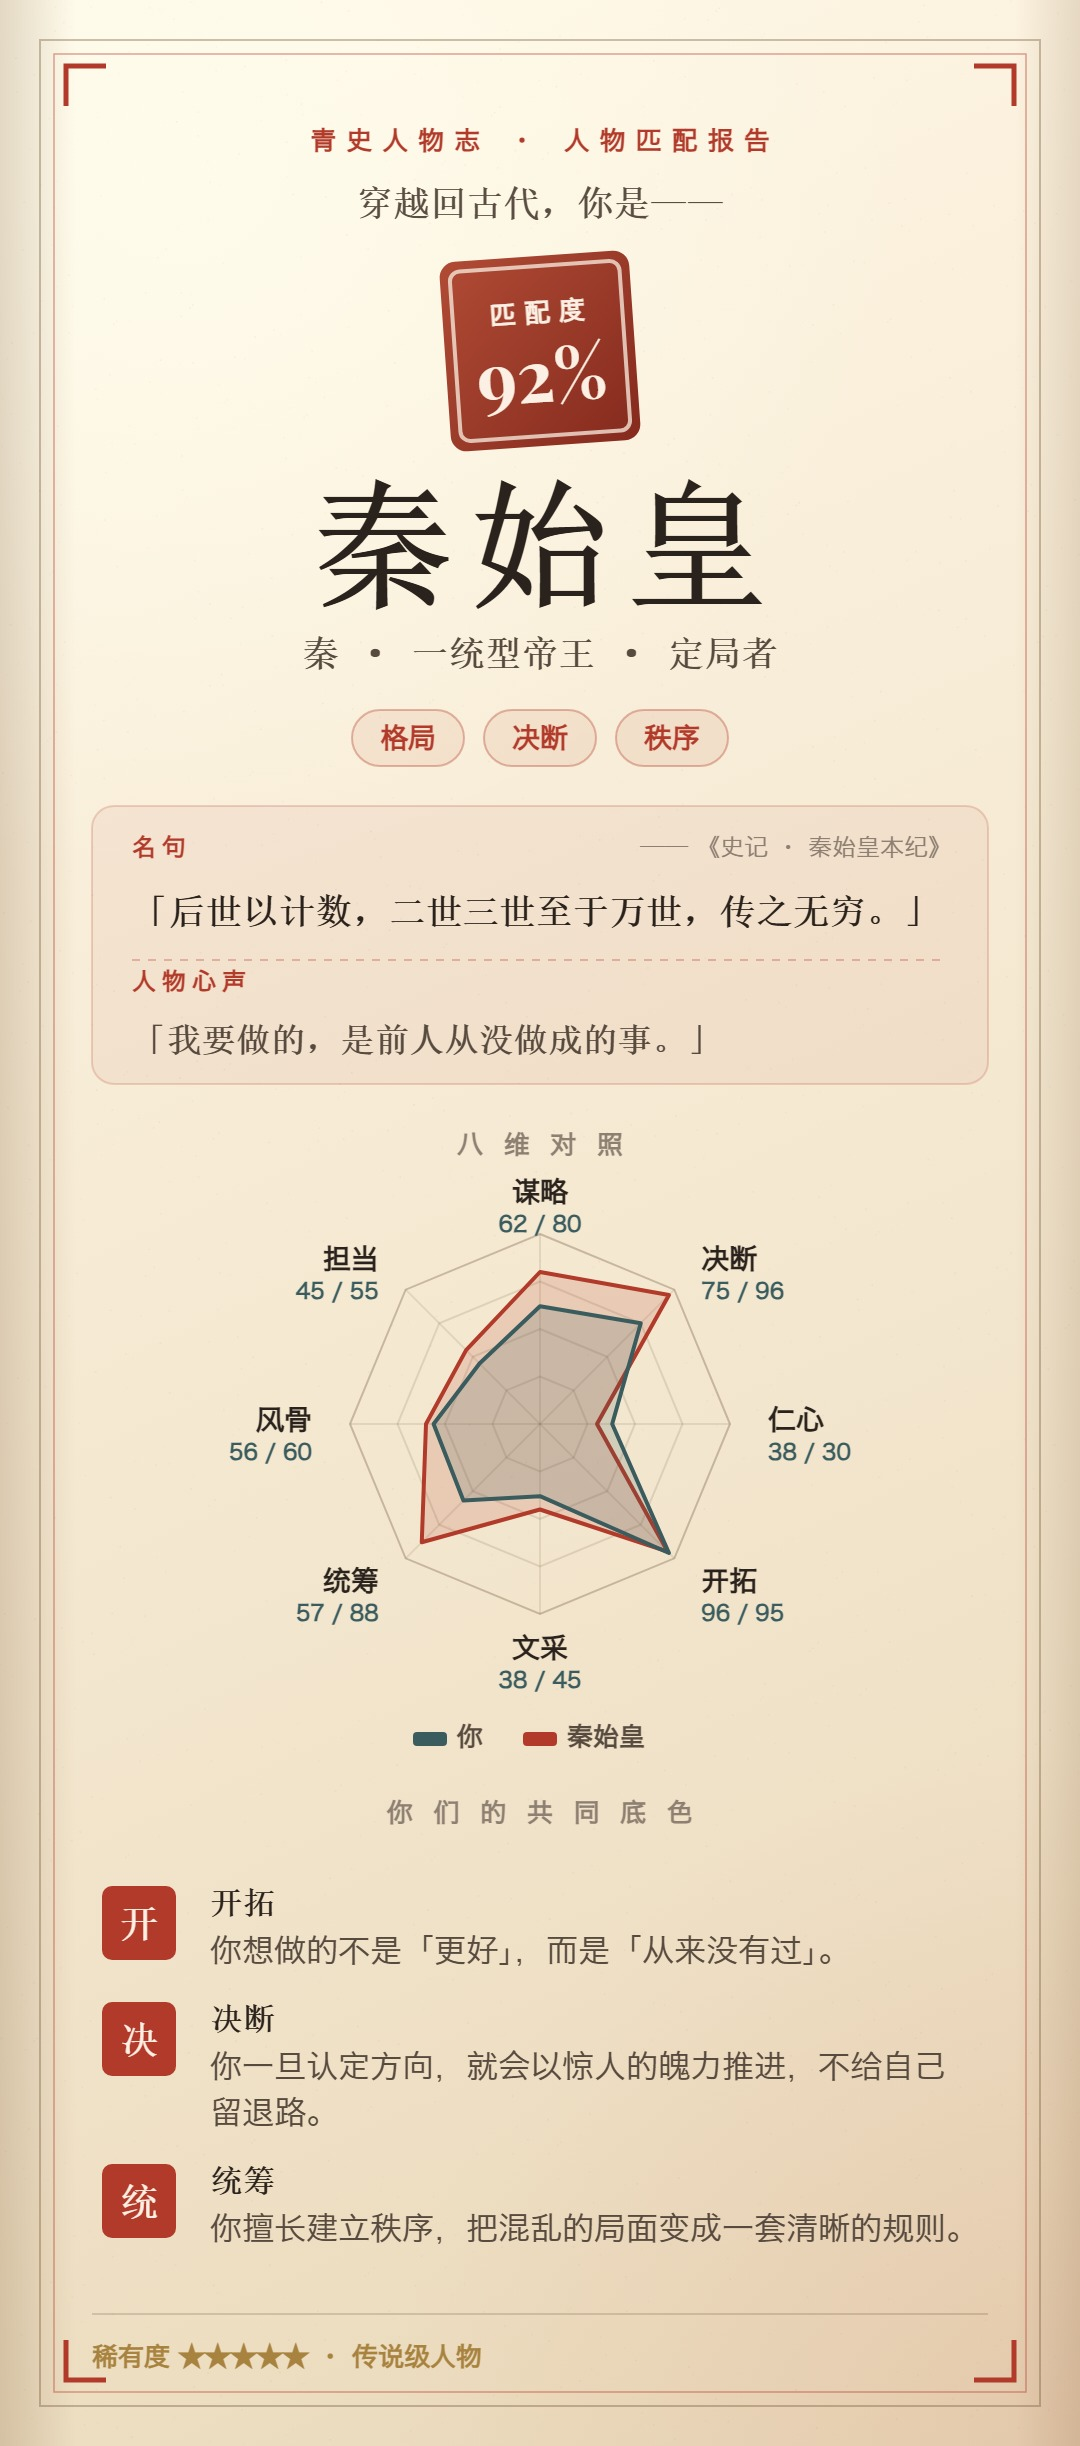 青史人物志 · 人物匹配报告
穿越回古代，你是——
匹配度
92%
秦始皇
秦 • 一统型帝王 • 定局者
格局 决断 秩序
名句 ——《史记 · 秦始皇本纪》
「后世以计数，二世三世至于万世，传之无穷。」
人物心声
「我要做的，是前人从没做成的事。」
八维对照
谋略
62 / 80
担当
45 / 55
决断
75 / 96
风骨
56 / 60
仁心
38 / 30
统筹
57 / 88
开拓
96 / 95
文采
38 / 45
你 秦始皇
你们的共同底色
开
开拓
你想做的不是「更好」，而是「从来没有过」。
决
决断
你一旦认定方向，就会以惊人的魄力推进，不给自己
留退路。
统
统筹
你擅长建立秩序，把混乱的局面变成一套清晰的规则。
稀有度 ★★★★★ · 传说级人物